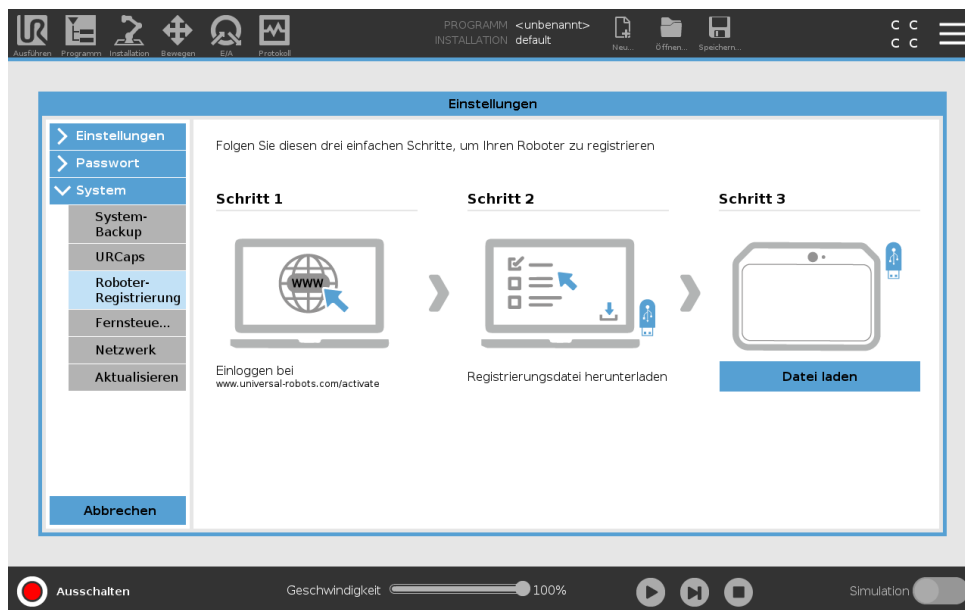 PROGRAMM <unbenannt>
INSTALLATION default
Ausführen Programm Installation Bewegen E/A Protokoll
Neu... Öffnen... Speichern...
C C
C C
Einstellungen
Einstellungen
Passwort
System
System-
Backup
URCaps
Roboter-
Registrierung
Fernsteue...
Netzwerk
Aktualisieren
Abbrechen
Folgen Sie diesen drei einfachen Schritte, um Ihren Roboter zu registrieren
Schritt 1
www
Einloggen bei
www.universal-robots.com/activate
Schritt 2
Registrierungsdatei herunterladen
Schritt 3
Datei laden
Ausschalten
Geschwindigkeit 100%
Simulation